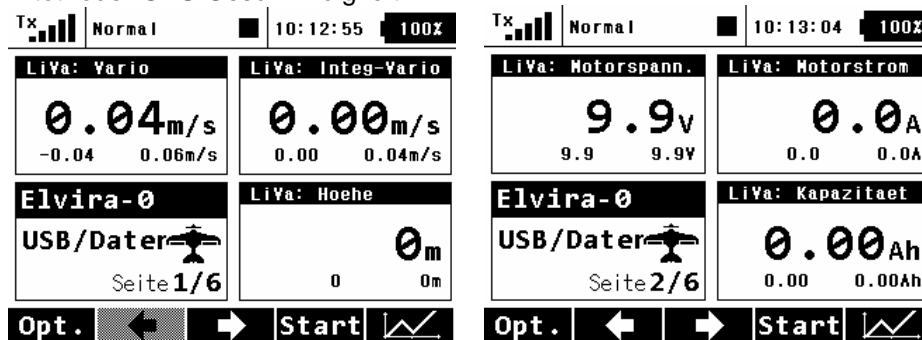 Tx Normal 10:12:55 100%
LiVa: Vario
0.04m/s
-0.04 0.06m/s
LiVa: Integ-Vario
0.00m/s
0.00 0.04m/s
Elvira-0
USB/Dater
Seite 1/6
LiVa: Hoehe
0m
0 0m
Opt. Start
Tx Normal 10:13:04 100%
LiVa: Motorspann.
9.9V
9.9 9.9V
LiVa: Motorstrom
0.0A
0.0 0.0A
Elvira-0
USB/Dater
Seite 2/6
LiVa: Kapazitaet
0.00Ah
0.00 0.00Ah
Opt. Start